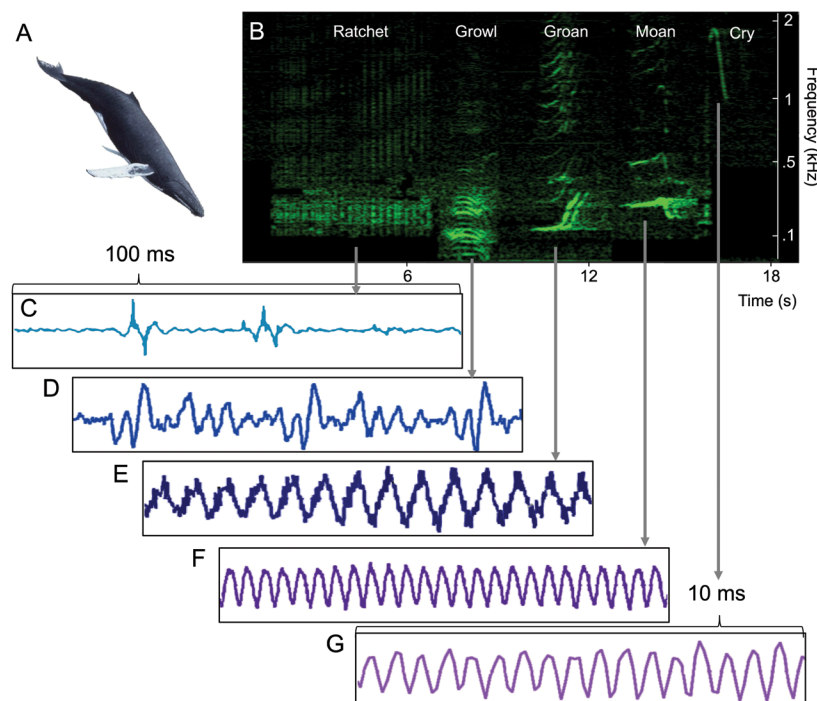 A
B
Ratchet Growl Groan Moan Cry
2
1
.5
.1
Frequency (kHz)
6 12 18
Time (s)
100 ms
C
D
E
F
10 ms
G